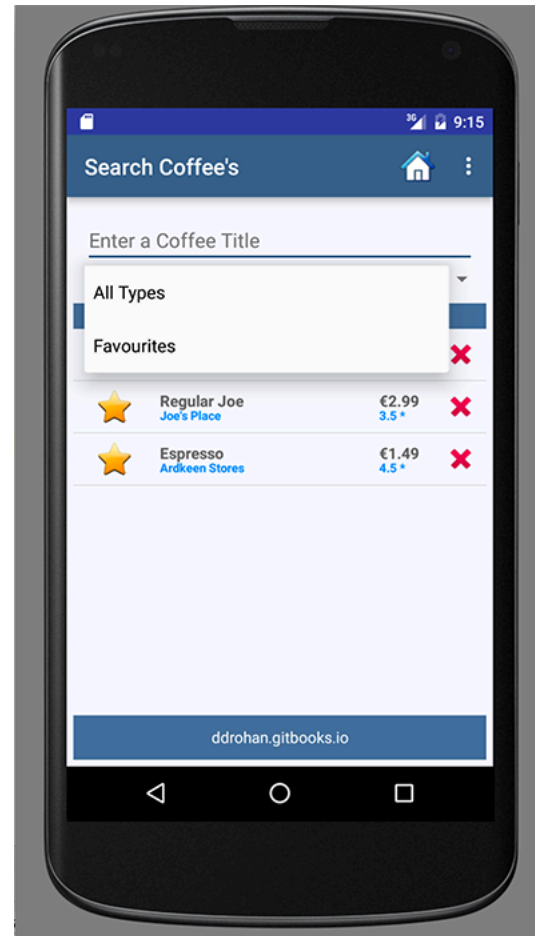 3G 9:15
Search Coffee's
Enter a Coffee Title
All Types
Favourites
Regular Joe €2.99
Joe's Place 3.5 *
Espresso €1.49
Ardkeen Stores 4.5 *
ddrohan.gitbooks.io